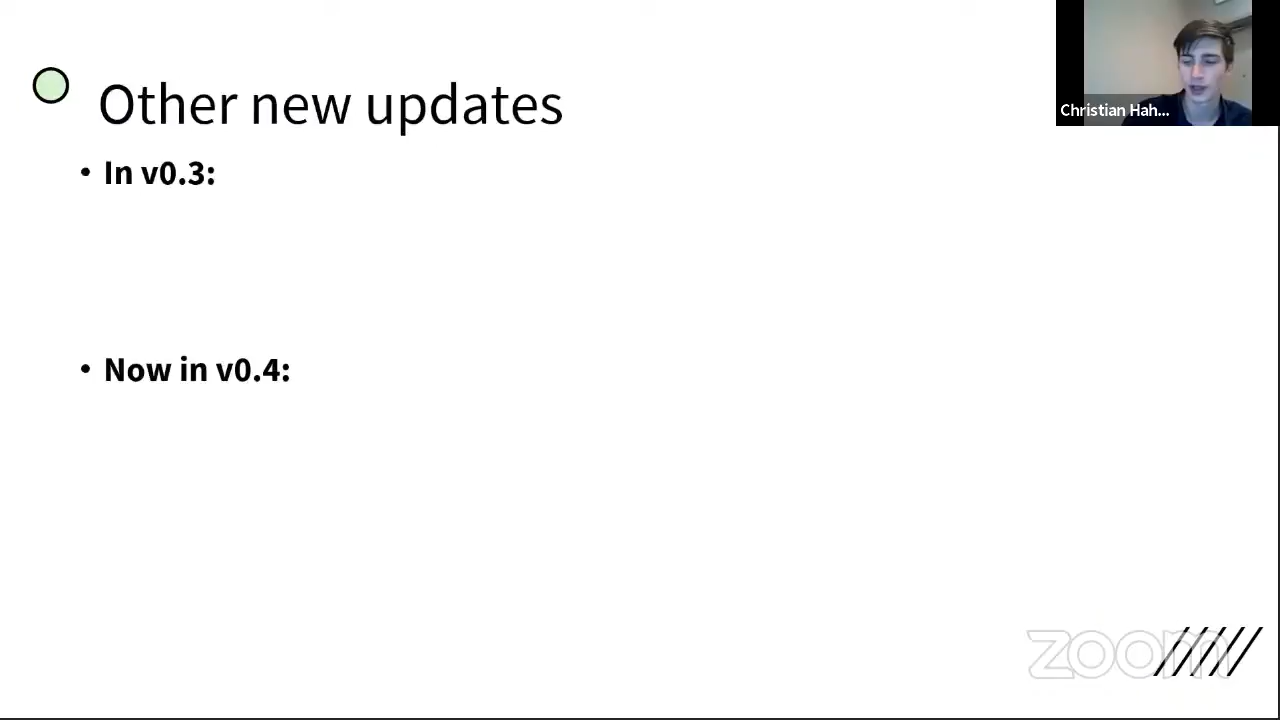 Other new updates
Christian Hah...
• In v0.3:
• Now in v0.4:
zoom